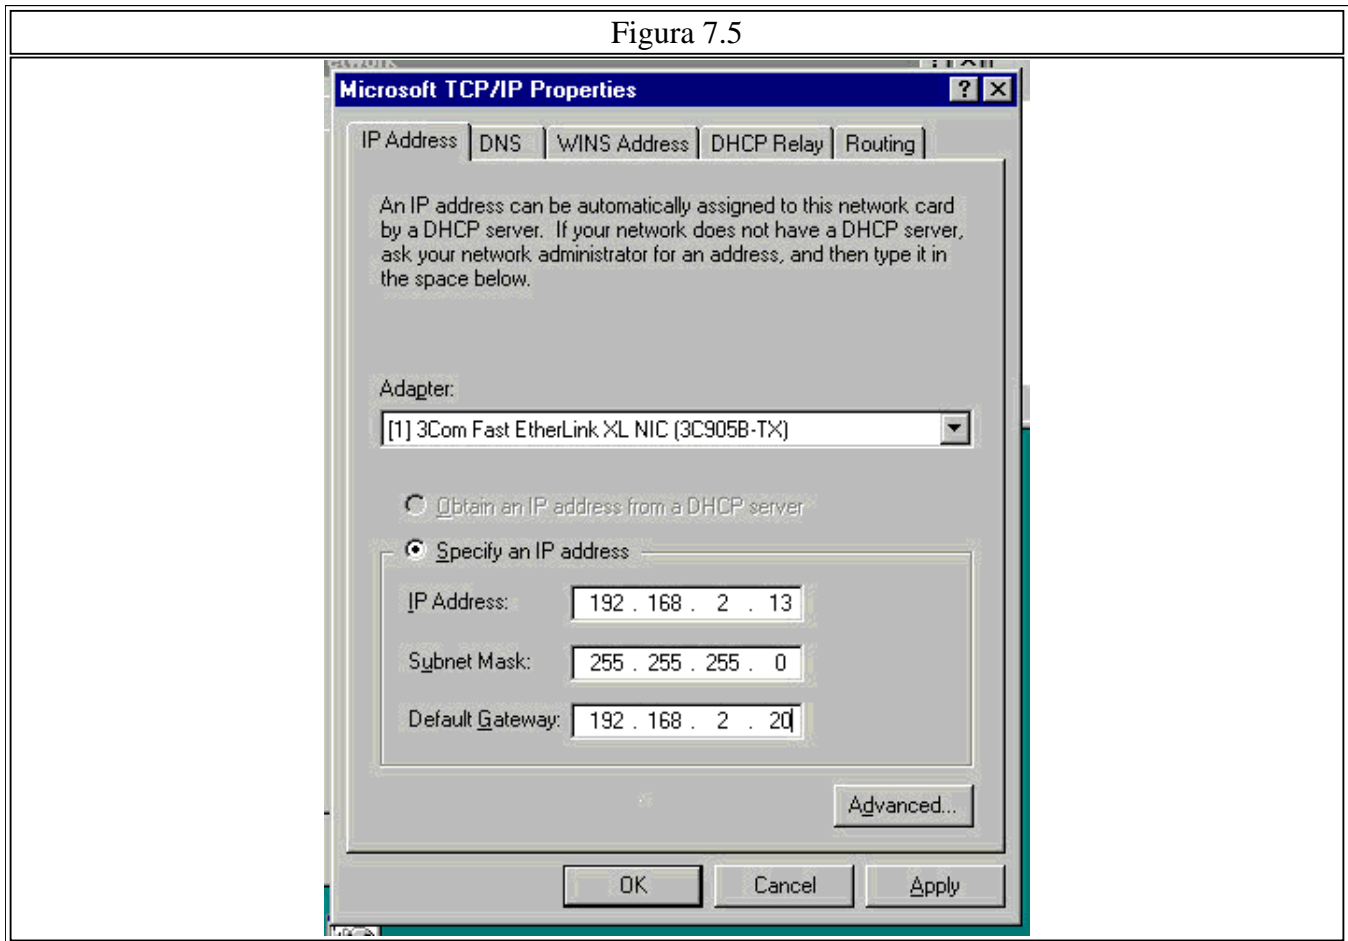 Figura 7.5
Microsoft TCP/IP Properties
IP Address DNS WINS Address DHCP Relay Routing
An IP address can be automatically assigned to this network card
by a DHCP server. If your network does not have a DHCP server,
ask your network administrator for an address, and then type it in
the space below.
Adapter:
[1] 3Com Fast EtherLink XL NIC (3C905B-TX)
Obtain an IP address from a DHCP server
Specify an IP address
IP Address: 192 . 168 . 2 . 13
Subnet Mask: 255 . 255 . 255 . 0
Default Gateway: 192 . 168 . 2 . 20
Advanced...
OK Cancel Apply